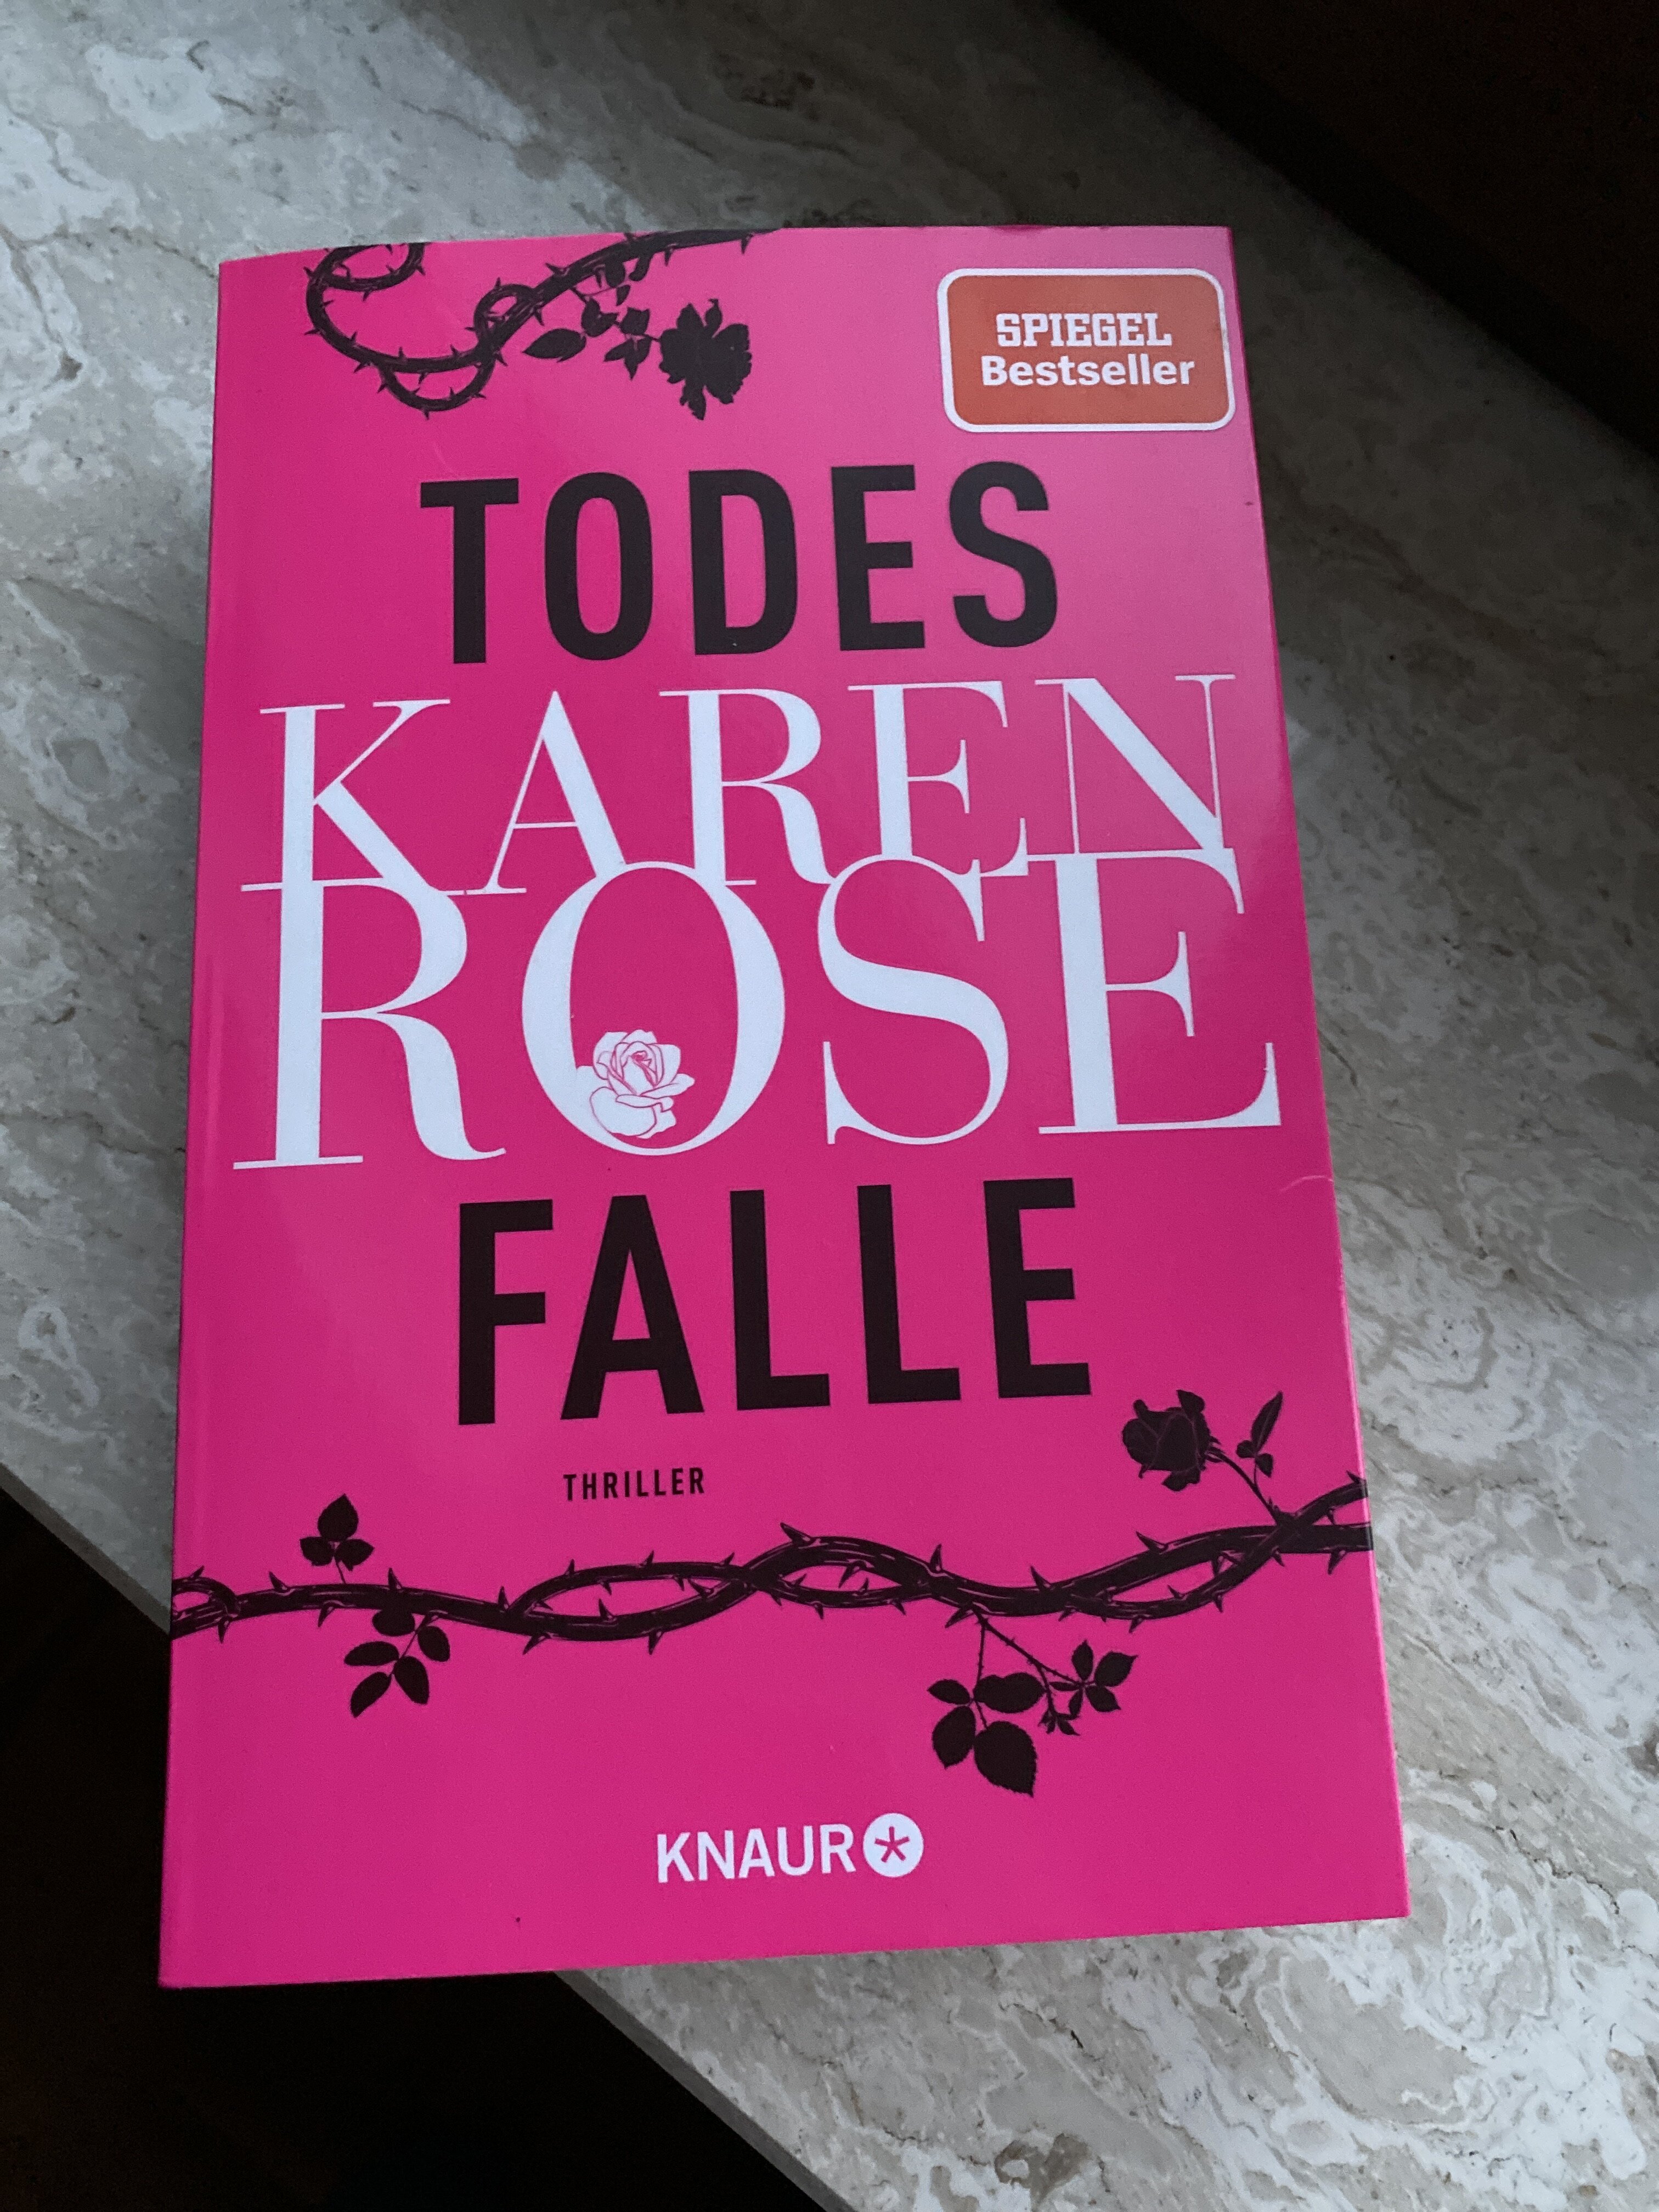 SPIEGEL
Bestseller
TODES
KAREN
ROSE
FALLE
THRILLER
KNAUR*